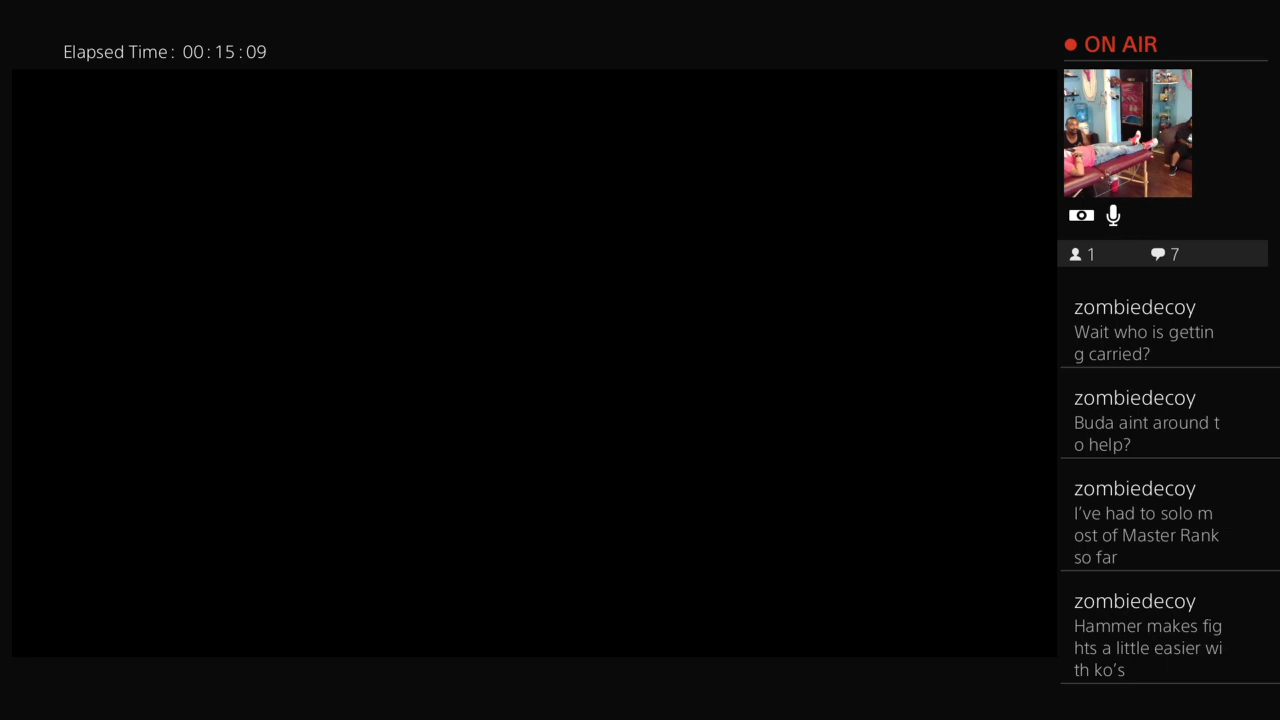 Elapsed Time: 00:15:09
ON AIR
1 7
zombiedecoy
Wait who is gettin
g carried?
zombiedecoy
Buda aint around t
o help?
zombiedecoy
I've had to solo m
ost of Master Rank
so far
zombiedecoy
Hammer makes fig
hts a little easier wi
th ko's